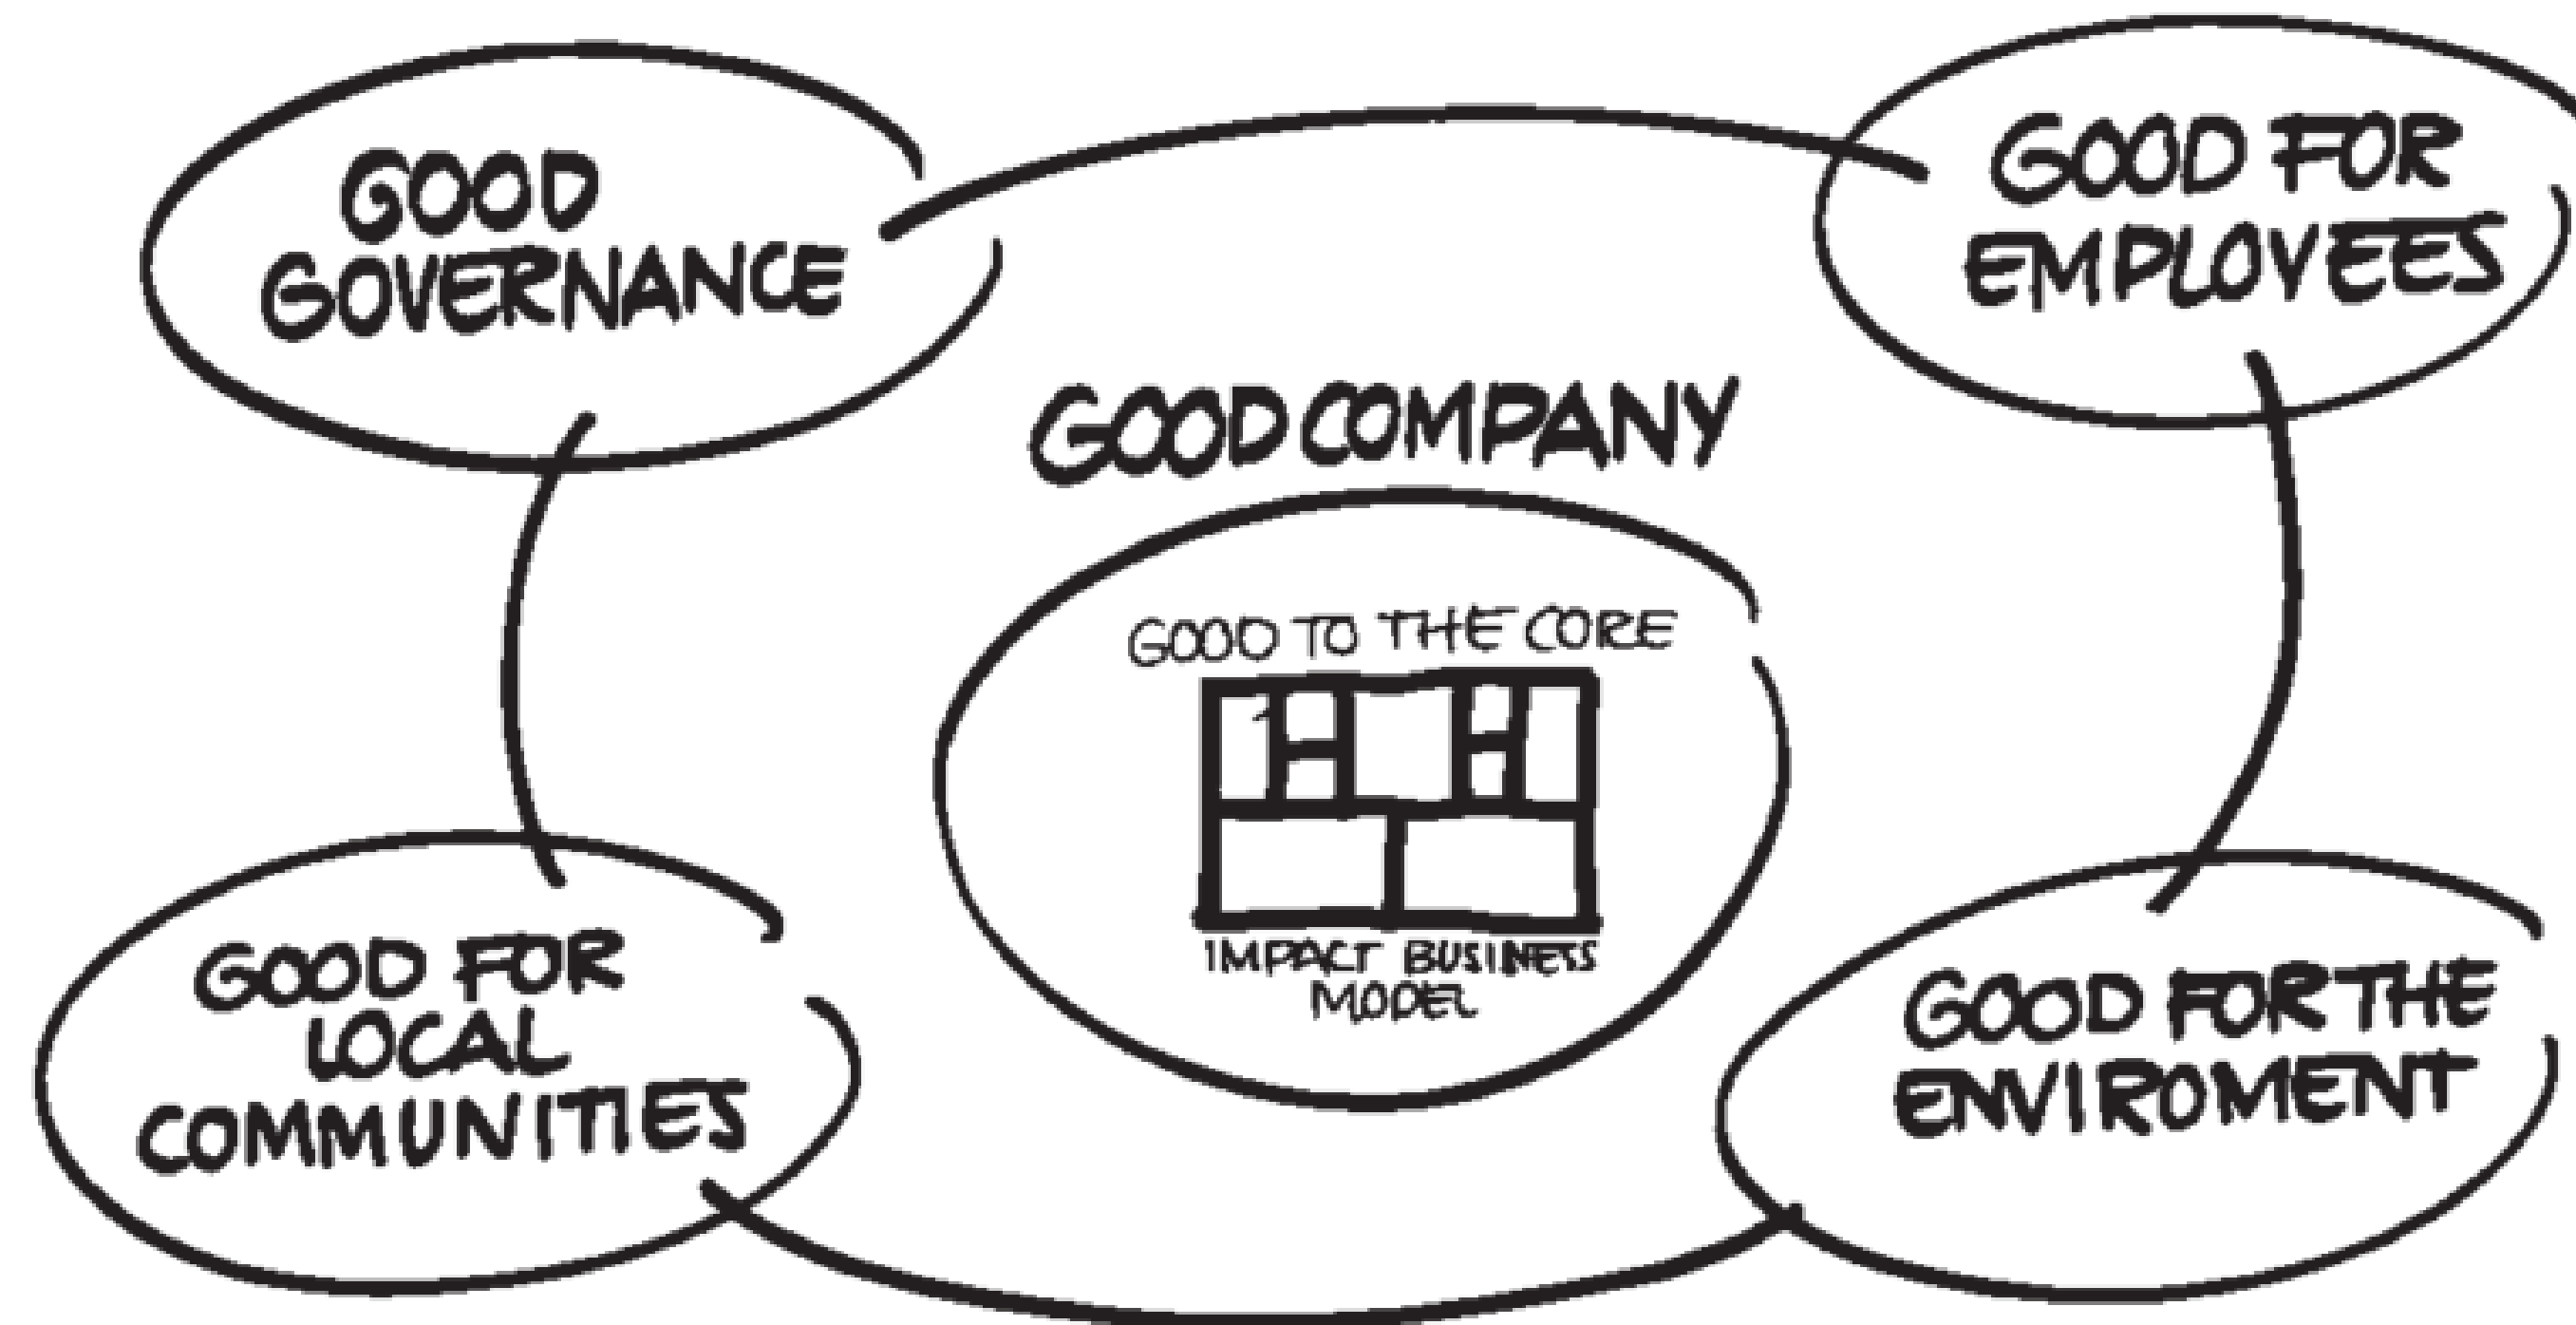 GOOD
GOVERNANCE
GOOD FOR
EMPLOYEES
GOOD COMPANY
GOOD TO THE CORE
IMPACT BUSINESS
MODEL
GOOD FOR
LOCAL
COMMUNITIES
GOOD FOR THE
ENVIROMENT